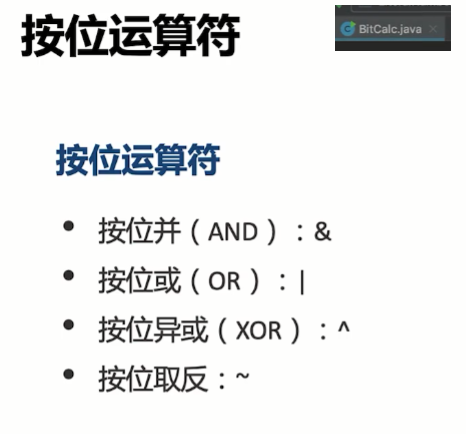 按位运算符
BitCalc.java
按位运算符
• 按位并（AND）：&
• 按位或（OR）：|
• 按位异或（XOR）：^
• 按位取反：~